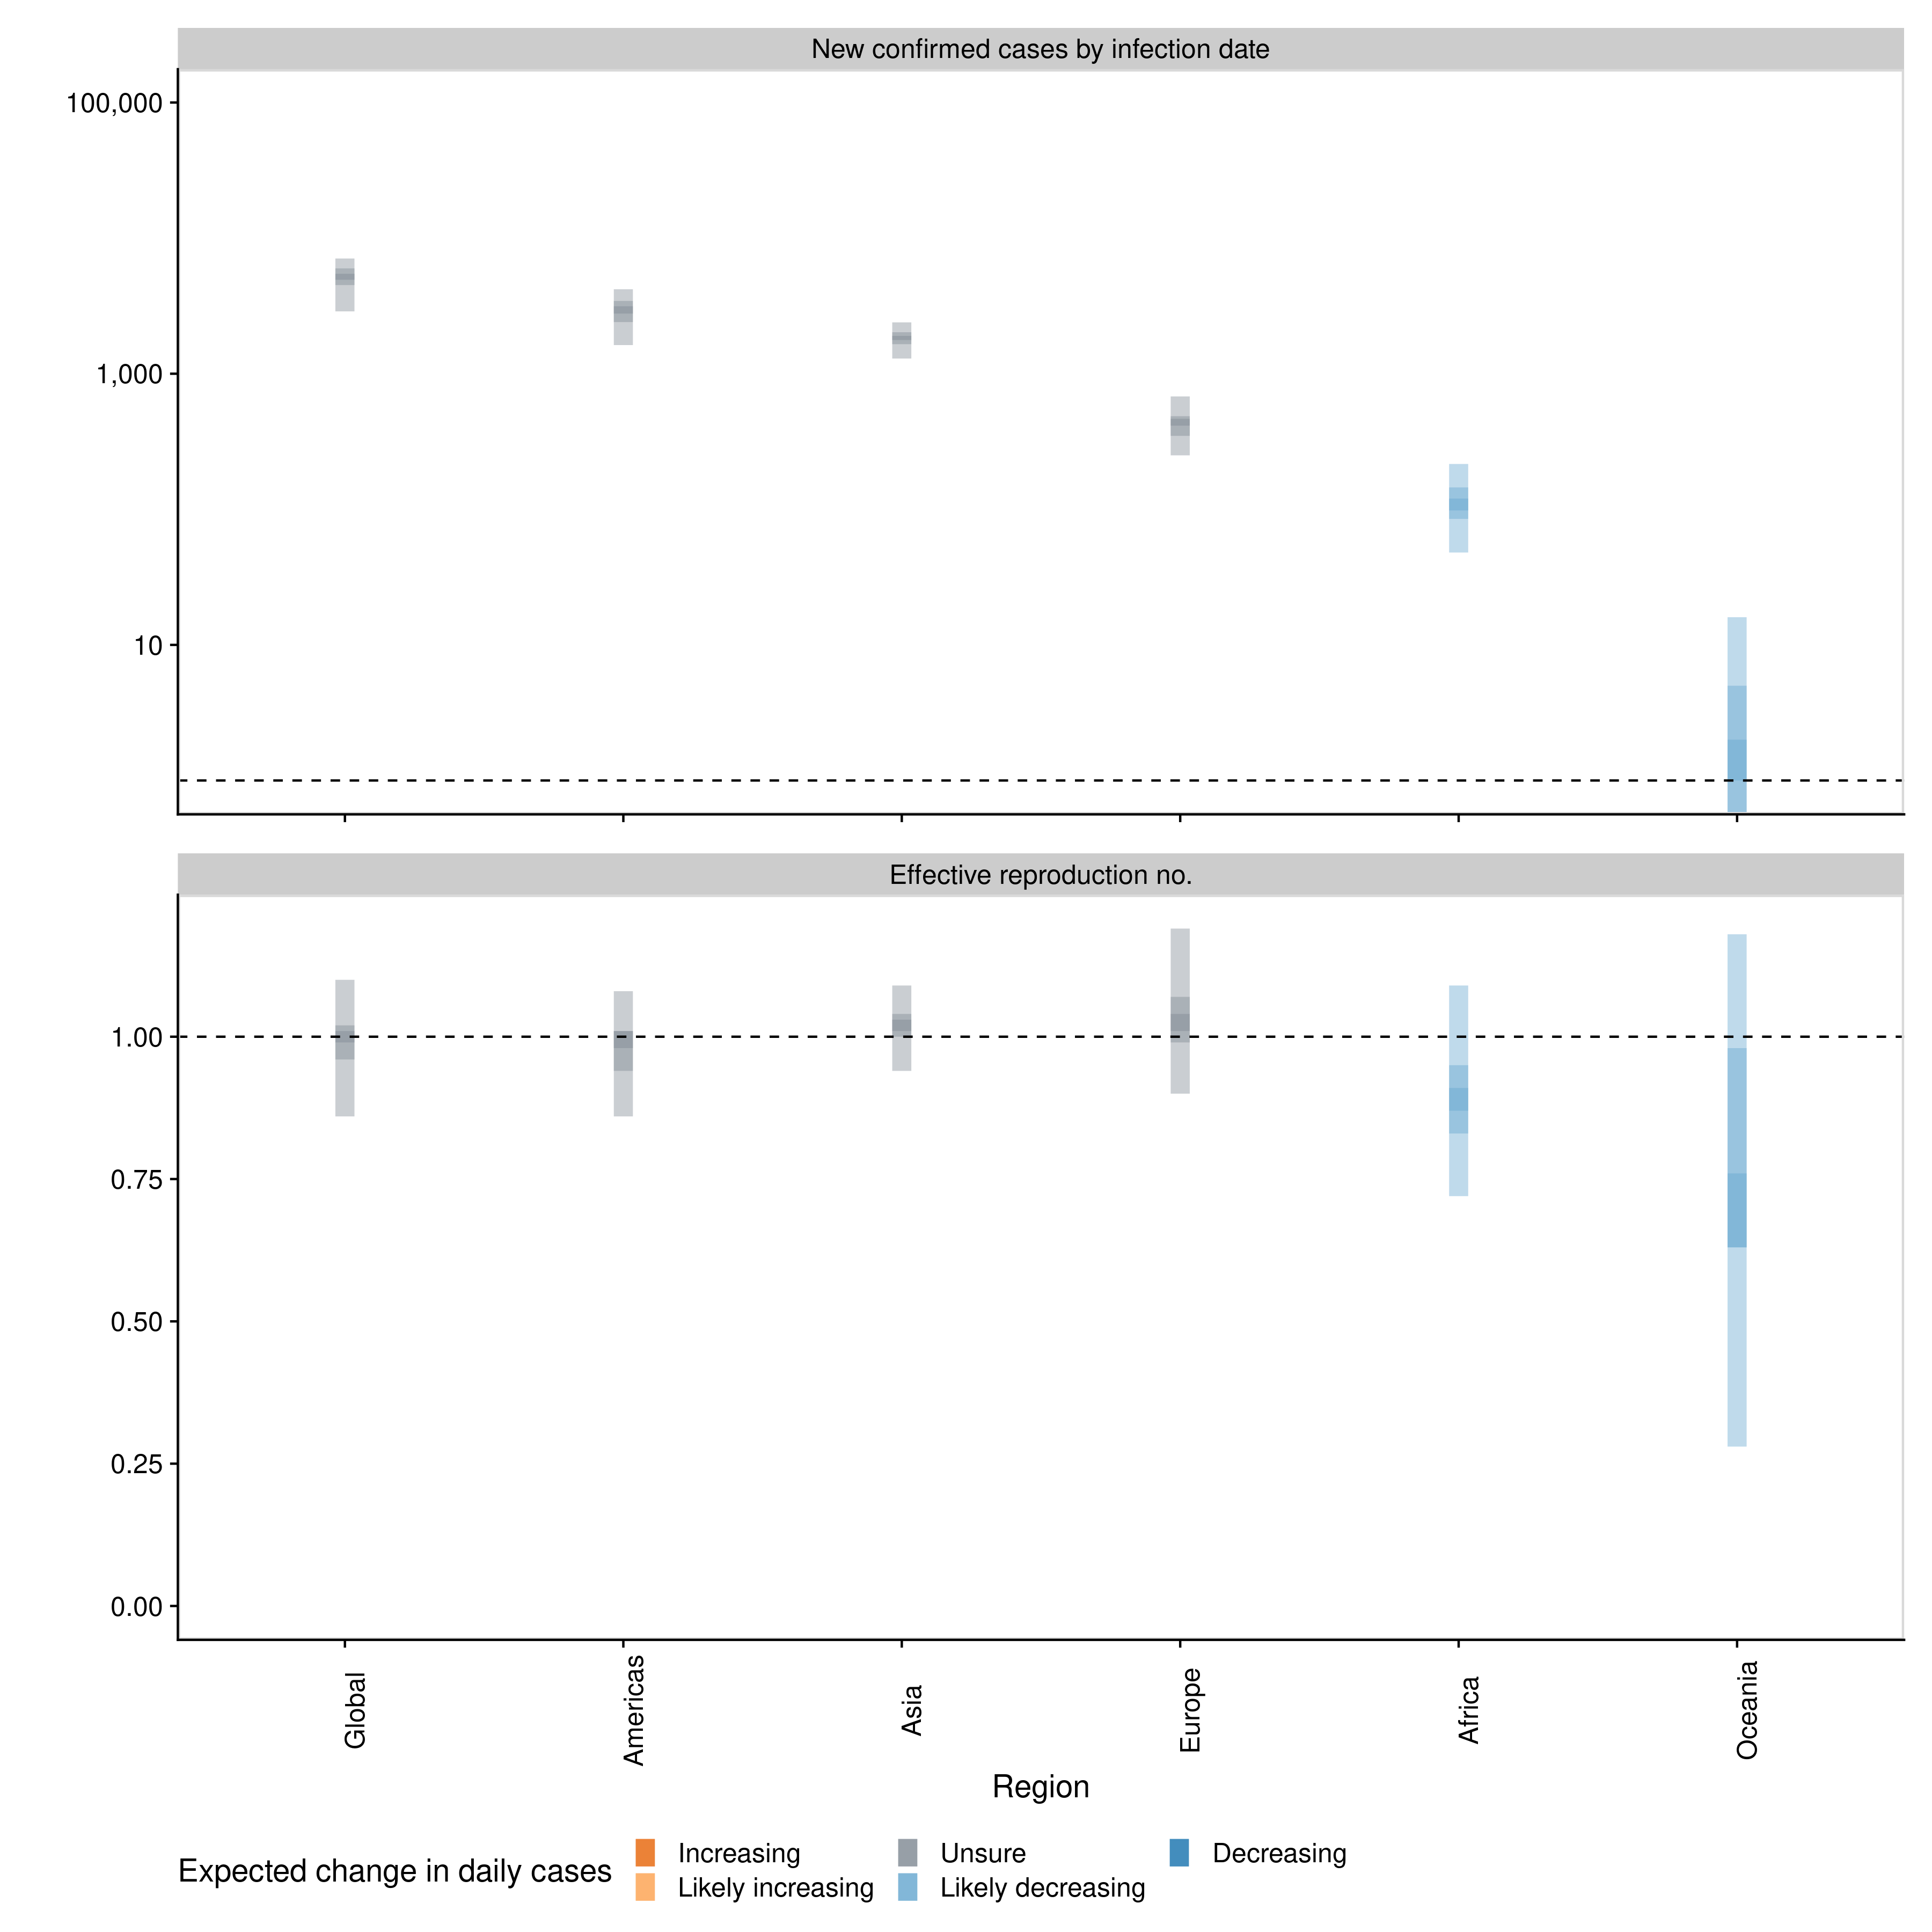 New confirmed cases by infection date
100,000
1,000
10
Effective reproduction no.
1.00
0.75
0.50
0.25
0.00
Global
Americas
Asia
Europe
Africa
Oceania
Region
Expected change in daily cases
Increasing
Unsure
Decreasing
Likely increasing
Likely decreasing